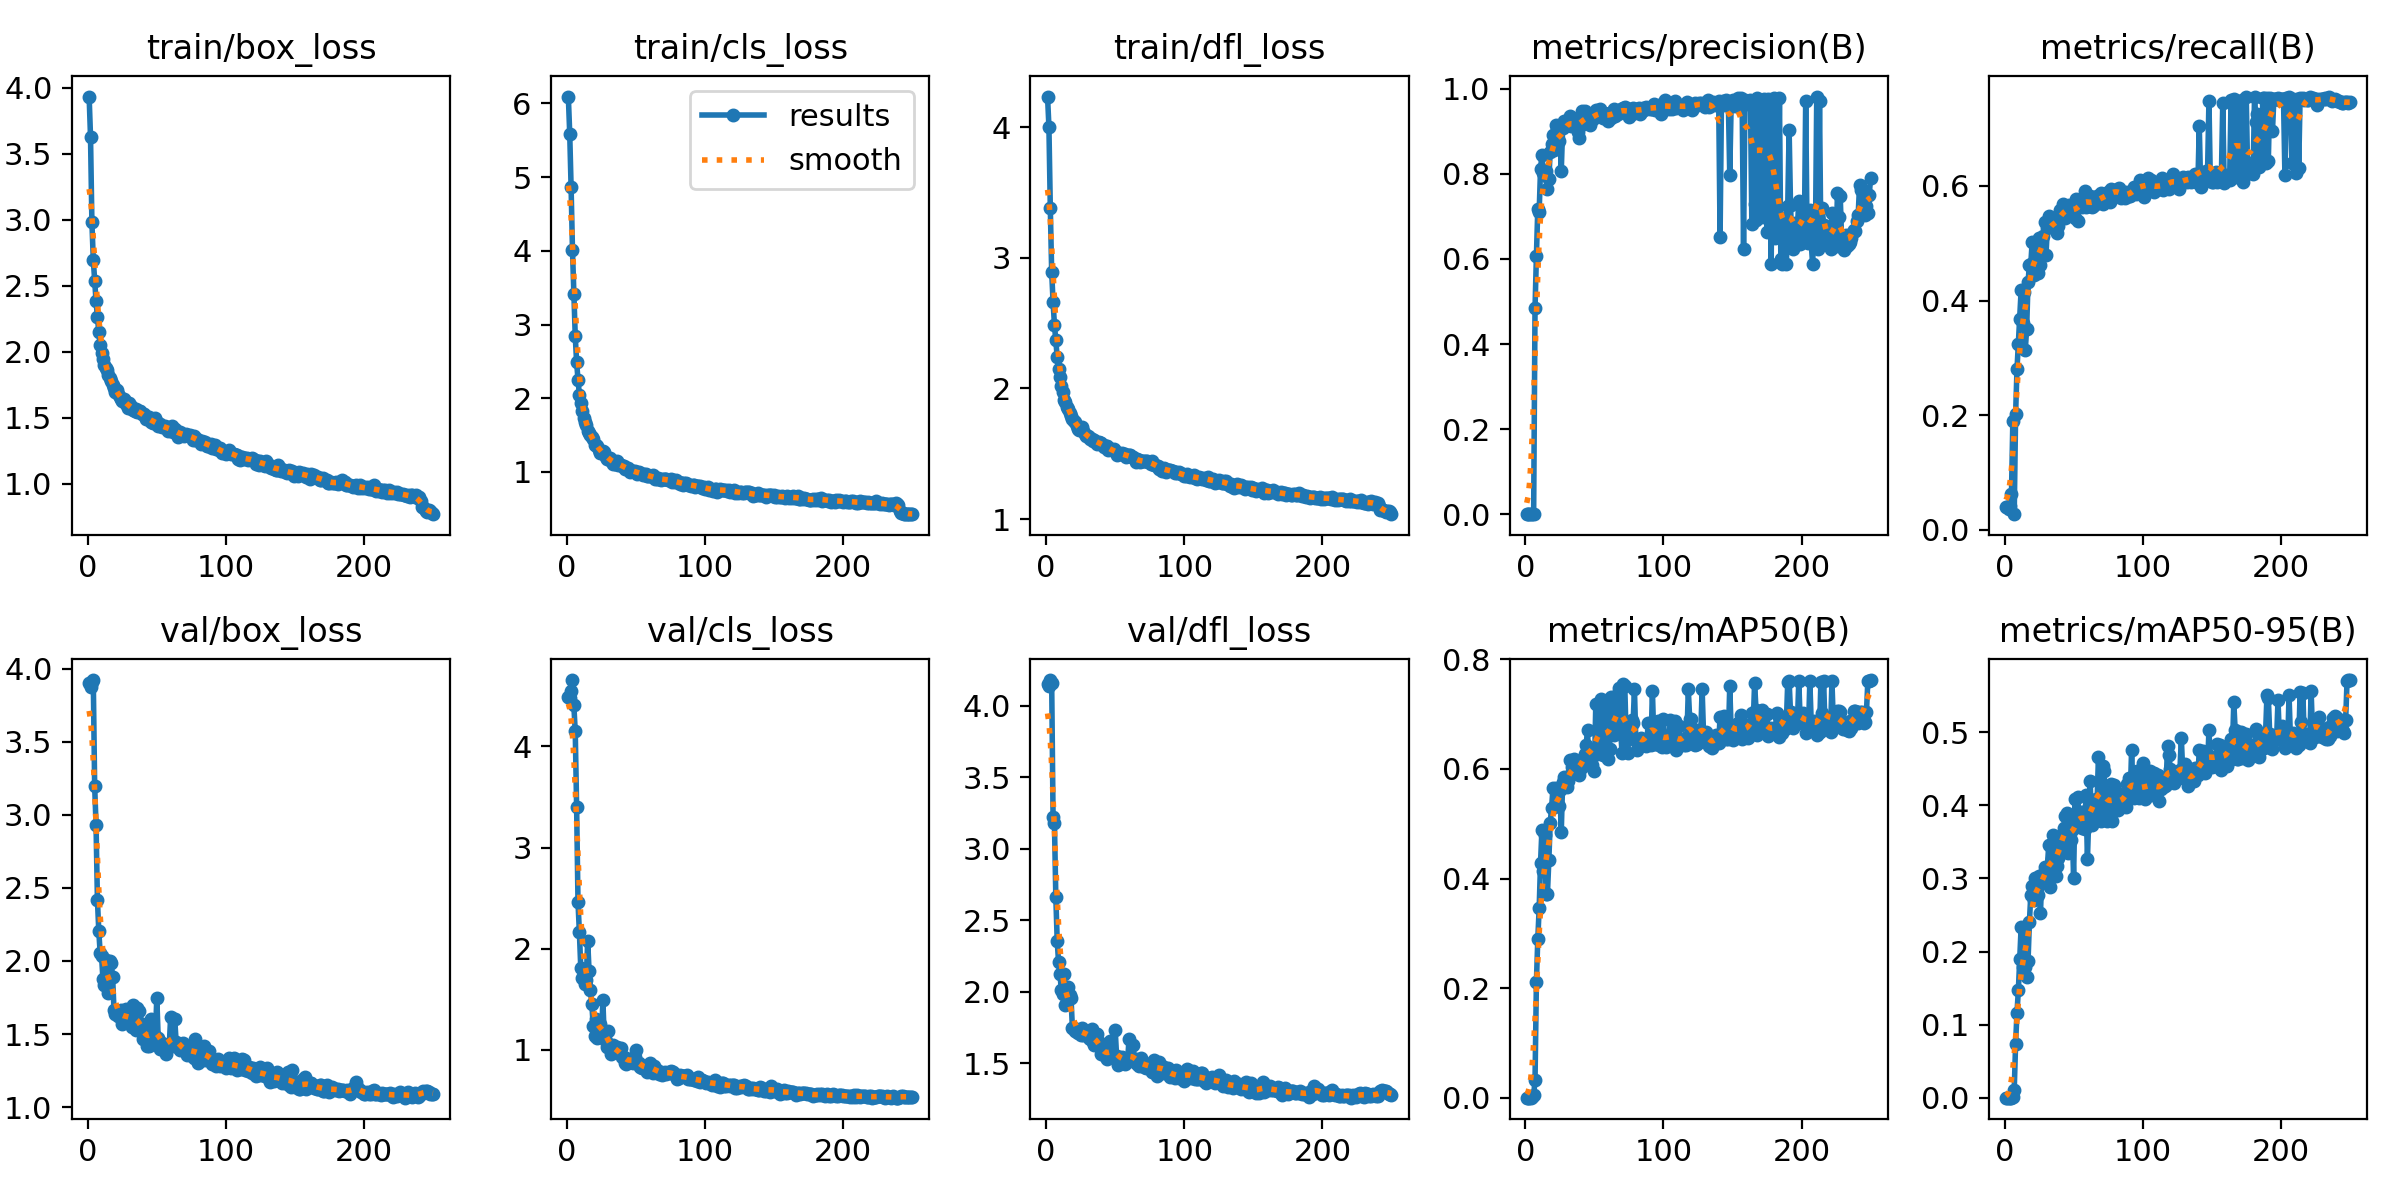 train/box_loss
4.0
3.5
3.0
2.5
2.0
1.5
1.0
0 100 200
train/cls_loss
results
smooth
6
5
4
3
2
1
0 100 200
train/dfl_loss
4
3
2
1
0 100 200
metrics/precision(B)
1.0
0.8
0.6
0.4
0.2
0.0
0 100 200
metrics/recall(B)
0.6
0.4
0.2
0.0
0 100 200
val/box_loss
4.0
3.5
3.0
2.5
2.0
1.5
1.0
0 100 200
val/cls_loss
4
3
2
1
0 100 200
val/dfl_loss
4.0
3.5
3.0
2.5
2.0
1.5
0 100 200
metrics/mAP50(B)
0.8
0.6
0.4
0.2
0.0
0 100 200
metrics/mAP50-95(B)
0.5
0.4
0.3
0.2
0.1
0.0
0 100 200